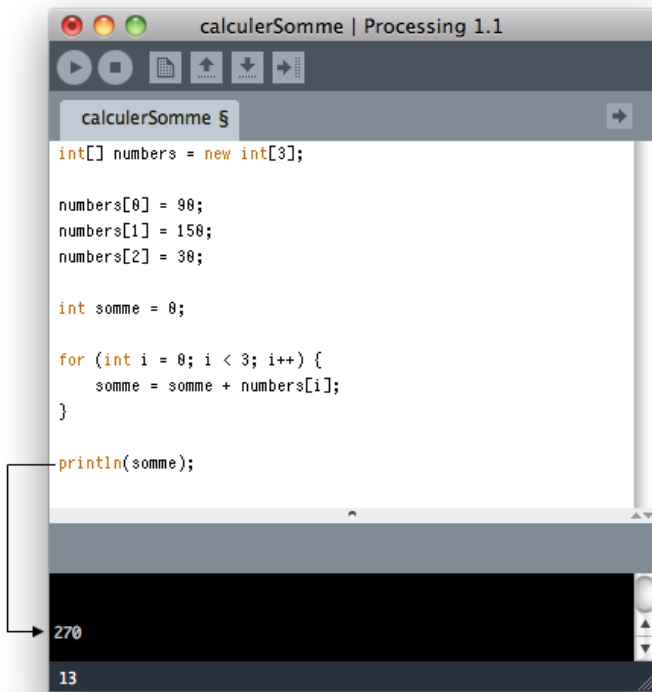 calculerSomme | Processing 1.1
calculerSomme §
int[] numbers = new int[3];
numbers[0] = 90;
numbers[1] = 150;
numbers[2] = 30;
int somme = 0;
for (int i = 0; i < 3; i++) {
    somme = somme + numbers[i];
}
println(somme);
270
13